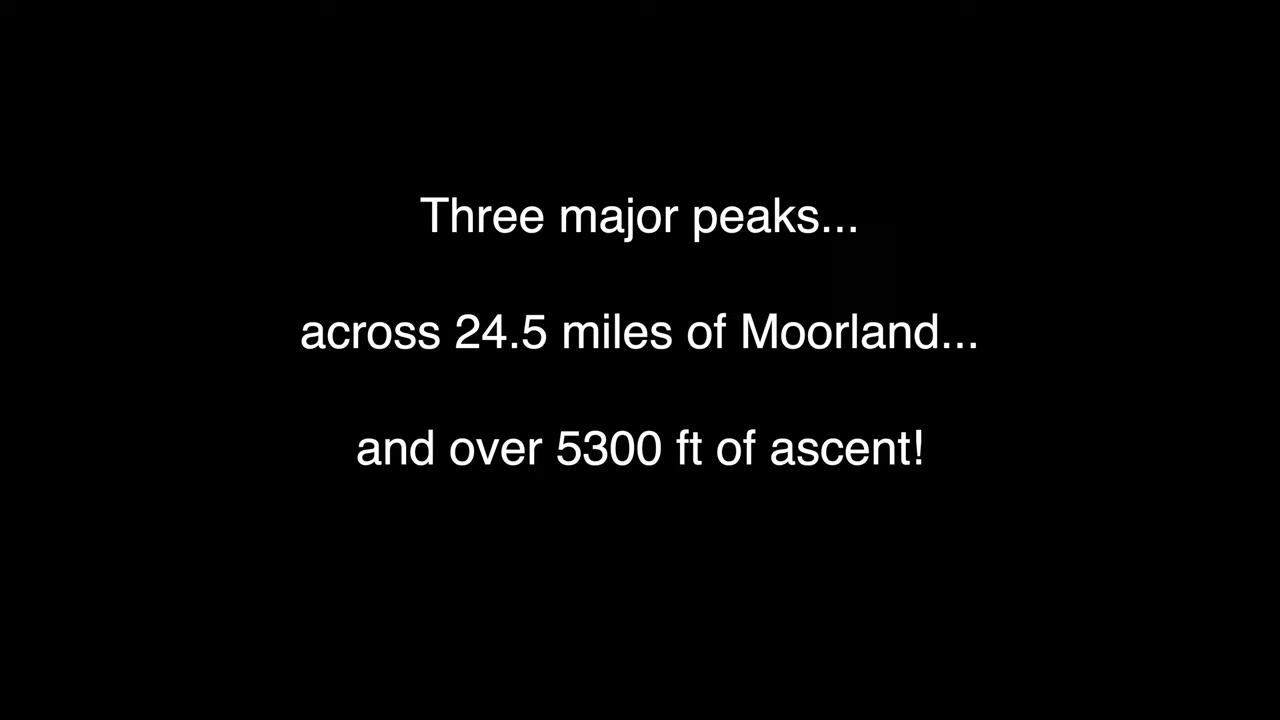 Three major peaks...
across 24.5 miles of Moorland...
and over 5300 ft of ascent!